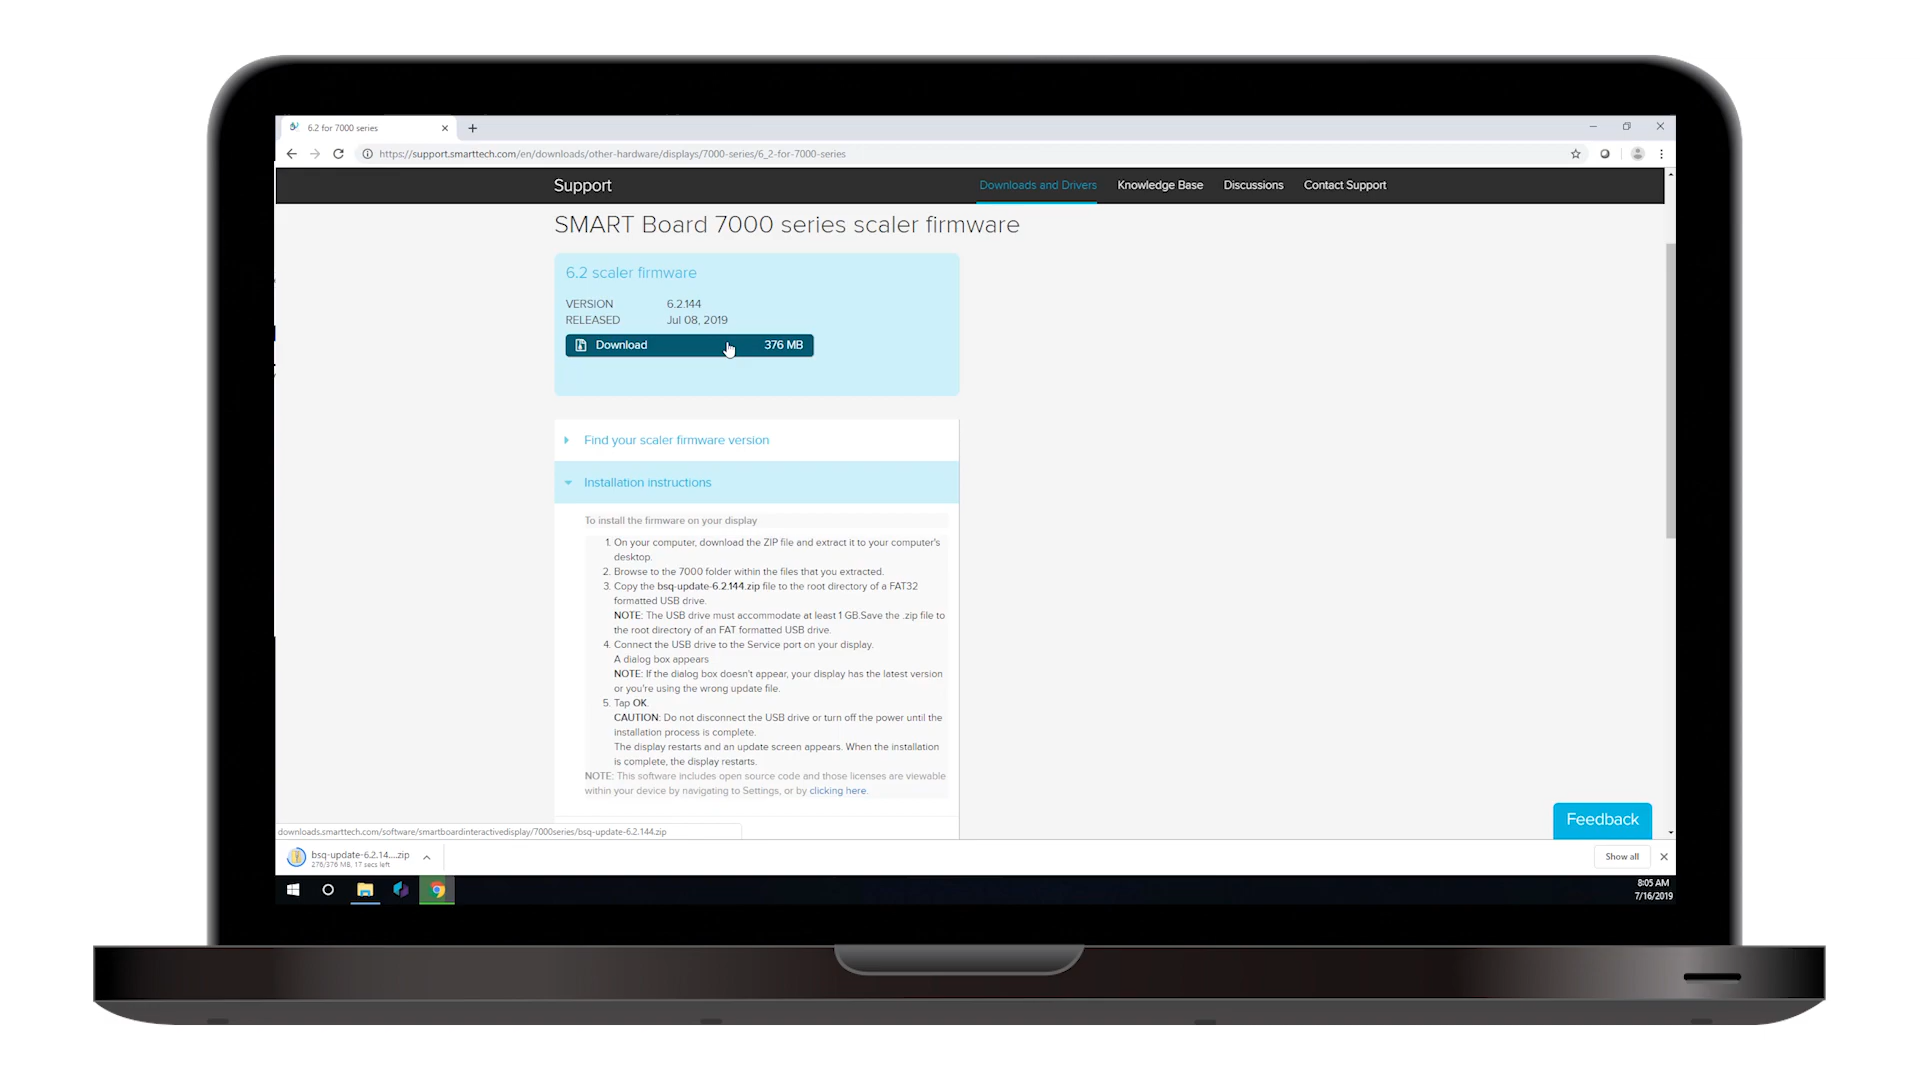 6.2 for 7000 series
https://support.smarttech.com/en/downloads/other-hardware/displays/7000-series/6_2-for-7000-series
Support
Downloads and Drivers
Knowledge Base
Discussions
Contact Support
SMART Board 7000 series scaler firmware
6.2 scaler firmware
VERSION 6.2.144
RELEASED Jul 08, 2019
Download 376 MB
Find your scaler firmware version
Installation instructions
To install the firmware on your display
1. On your computer, download the ZIP file and extract it to your computer's
desktop.
2. Browse to the 7000 folder within the files that you extracted.
3. Copy the bsq-update-6.2.144.zip file to the root directory of a FAT32
formatted USB drive.
NOTE: The USB drive must accommodate at least 1 GB.Save the .zip file to
the root directory of an FAT formatted USB drive.
4. Connect the USB drive to the Service port on your display.
A dialog box appears
NOTE: If the dialog box doesn't appear, your display has the latest version
or you're using the wrong update file.
5. Tap OK.
CAUTION: Do not disconnect the USB drive or turn off the power until the
installation process is complete.
The display restarts and an update screen appears. When the installation
is complete, the display restarts.
NOTE: This software includes open source code and those licenses are viewable
within your device by navigating to Settings, or by clicking here.
Feedback
downloads.smarttech.com/software/smartboardinteractivedisplay/7000series/bsq-update-6.2.144.zip
bsq-update-6.2.14....zip
276/376 MB, 17 secs left
Show all
8:05 AM
7/16/2019